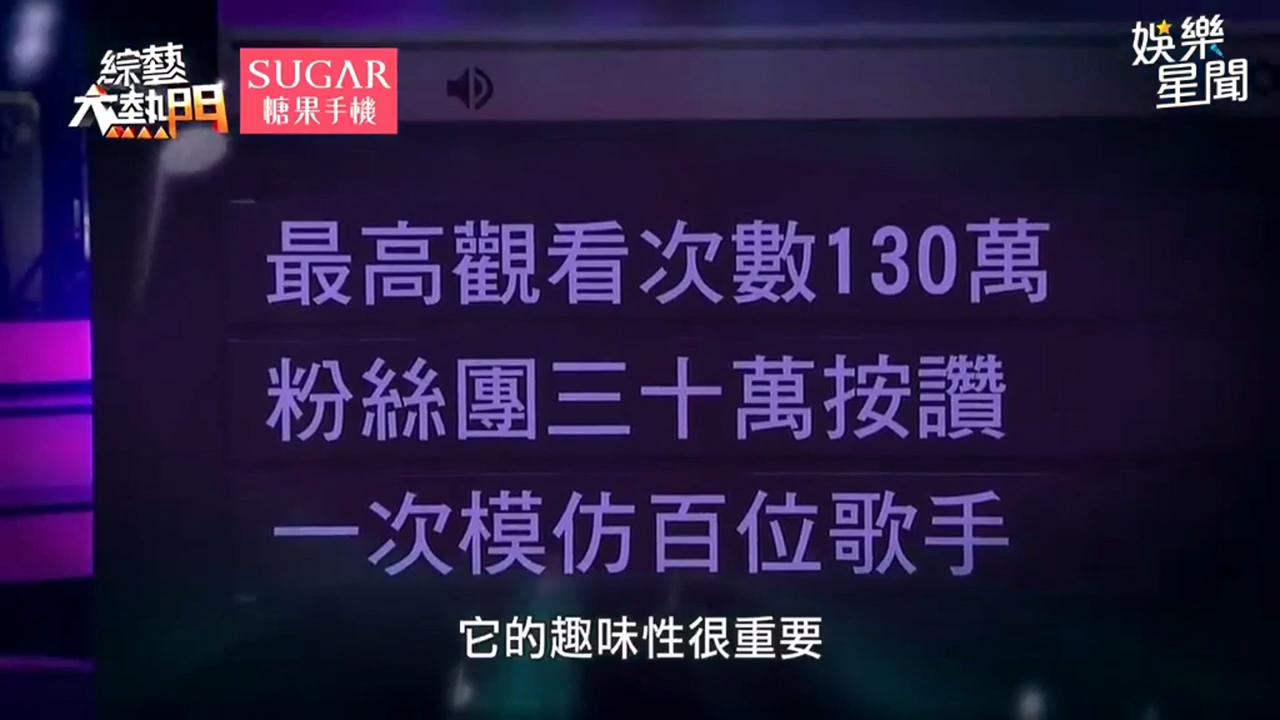 綜藝
大熱門
SUGAR
糖果手機
娛樂
星聞
最高觀看次數130萬
粉絲團三十萬按讚
一次模仿百位歌手
它的趣味性很重要